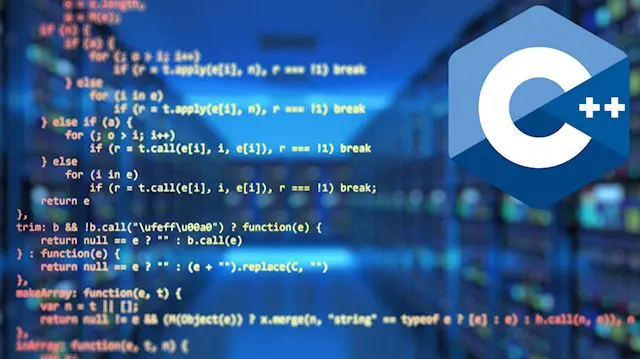 o = e.length,
a = M(e);
if (n) {
if (a) {
for (; o > i; i++)
if (r = t.apply(e[i], n), r === !1) break
} else
for (i in e)
if (r = t.apply(e[i], n), r === !1) break
} else if (a) {
for (; o > i; i++)
if (r = t.call(e[i], i, e[i]), r === !1) break
} else
for (i in e)
if (r = t.call(e[i], i, e[i]), r === !1) break;
return e
},
trim: b && !b.call("\ufeff\u00a0") ? function(e) {
return null == e ? "" : b.call(e)
} : function(e) {
return null == e ? "" : (e + "").replace(C, "")
},
makeArray: function(e, t) {
var n = t || [];
return null != e && (M(Object(e)) ? x.merge(n, "string" == typeof e ? [e] : e) : h.call(n, e)), n
},
inArray: function(e, t, n) {
C++